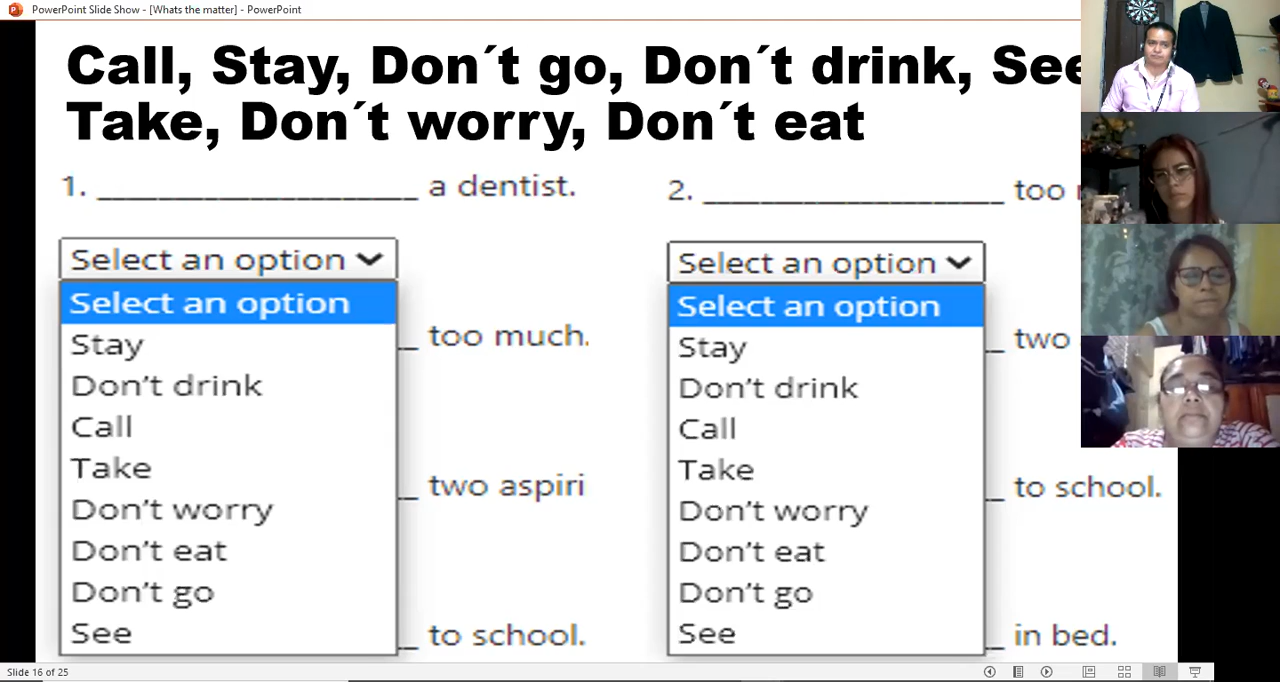 PowerPoint Slide Show - [Whats the matter] - PowerPoint
Call, Stay, Don´t go, Don´t drink, See
Take, Don´t worry, Don´t eat
1. ____________________ a dentist.
2. ___________________ too
Select an option
Select an option
Stay
Don’t drink
Call
Take
Don’t worry
Don’t eat
Don’t go
See
_ too much.
_ two aspiri
_ to school.
Select an option
Select an option
Stay
Don’t drink
Call
Take
Don’t worry
Don’t eat
Don’t go
See
_ two
_ to school.
_ in bed.
Slide 16 of 25